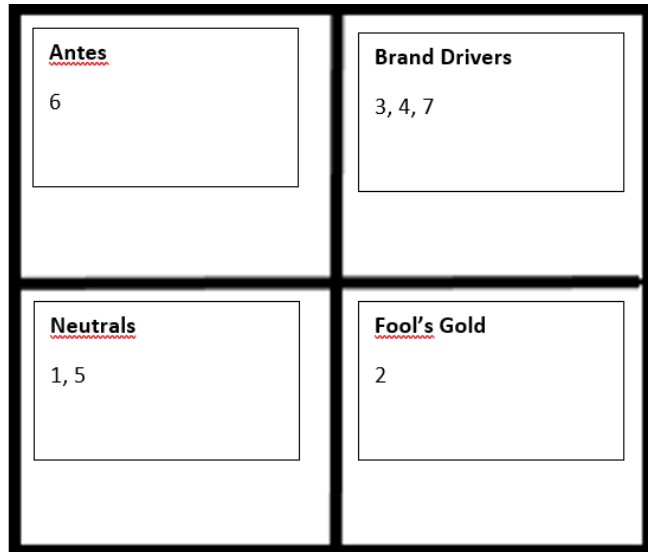 Antes
6
Brand Drivers
3, 4, 7
Neutrals
1, 5
Fool’s Gold
2